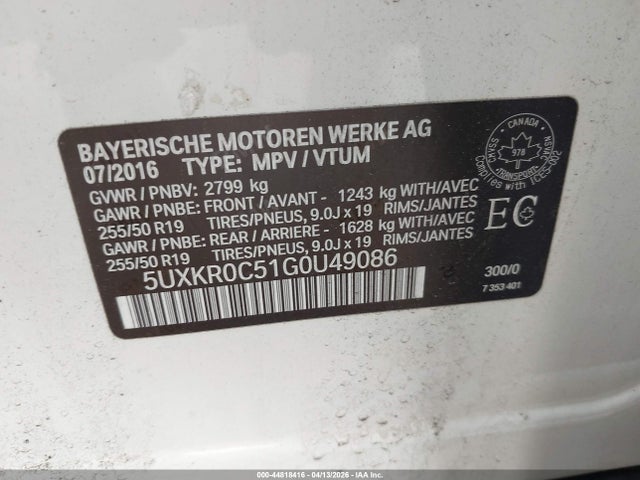 BAYERISCHE MOTOREN WERKE AG
07/2016 TYPE: MPV / VTUM
GVWR / PNBV: 2799 kg
GAWR / PNBE: FRONT / AVANT - 1243 kg WITH/AVEC
255/50 R19 TIRES/PNEUS, 9.0J x 19 RIMS/JANTES
GAWR / PNBE: REAR / ARRIERE - 1628 kg WITH/AVEC
255/50 R19 TIRES/PNEUS, 9.0J x 19 RIMS/JANTES
5UXKR0C51G0U49086
CANADA
978
TRANSPORT
EC
300/0
7 353 401
000-44818416 | 04/13/2026 | IAAI.COM